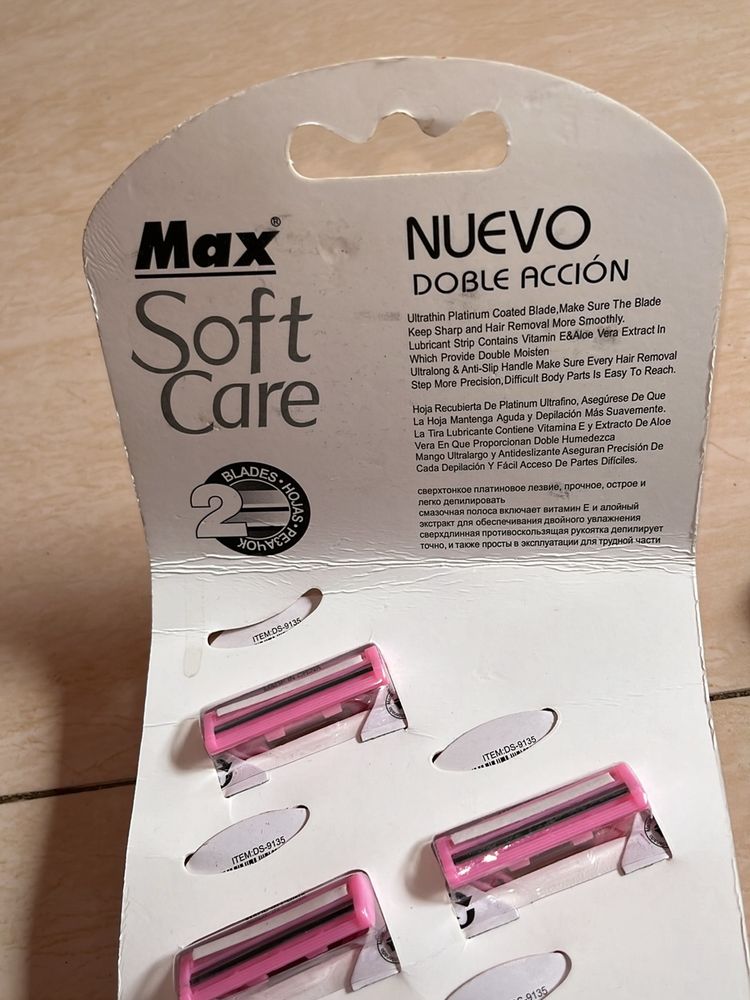 Max®
Soft
Care
2
BLADES • HOJAS • РЕЗАЧОК
NUEVO
DOBLE ACCIÓN
Ultrathin Platinum Coated Blade,Make Sure The Blade
Keep Sharp and Hair Removal More Smoothly.
Lubricant Strip Contains Vitamin E&Aloe Vera Extract In
Which Provide Double Moisten
Ultralong & Anti-Slip Handle Make Sure Every Hair Removal
Step More Precision,Difficult Body Parts Is Easy To Reach.
Hoja Recubierta De Platinum Ultrafino, Asegúrese De Que
La Hoja Mantenga Aguda y Depilación Más Suavemente.
La Tira Lubricante Contiene Vitamina E y Extracto De Aloe
Vera En Que Proporcionan Doble Humedezca
Mango Ultralargo y Antideslizante Aseguran Precisión De
Cada Depilación Y Fácil Acceso De Partes Difíciles.
сверхтонкое платиновое лезвие, прочное, острое и
легко депилировать
смазочная полоса включает витамин Е и алойный
экстракт для обеспечивания двойного увлажнения
сверхдлинная противоскользящая рукоятка депилирует
точно, и также просты в эксплуатации для трудной части
ITEM:DS-9135
ITEM:DS-9135
ITEM:DS-9135
DS-9135